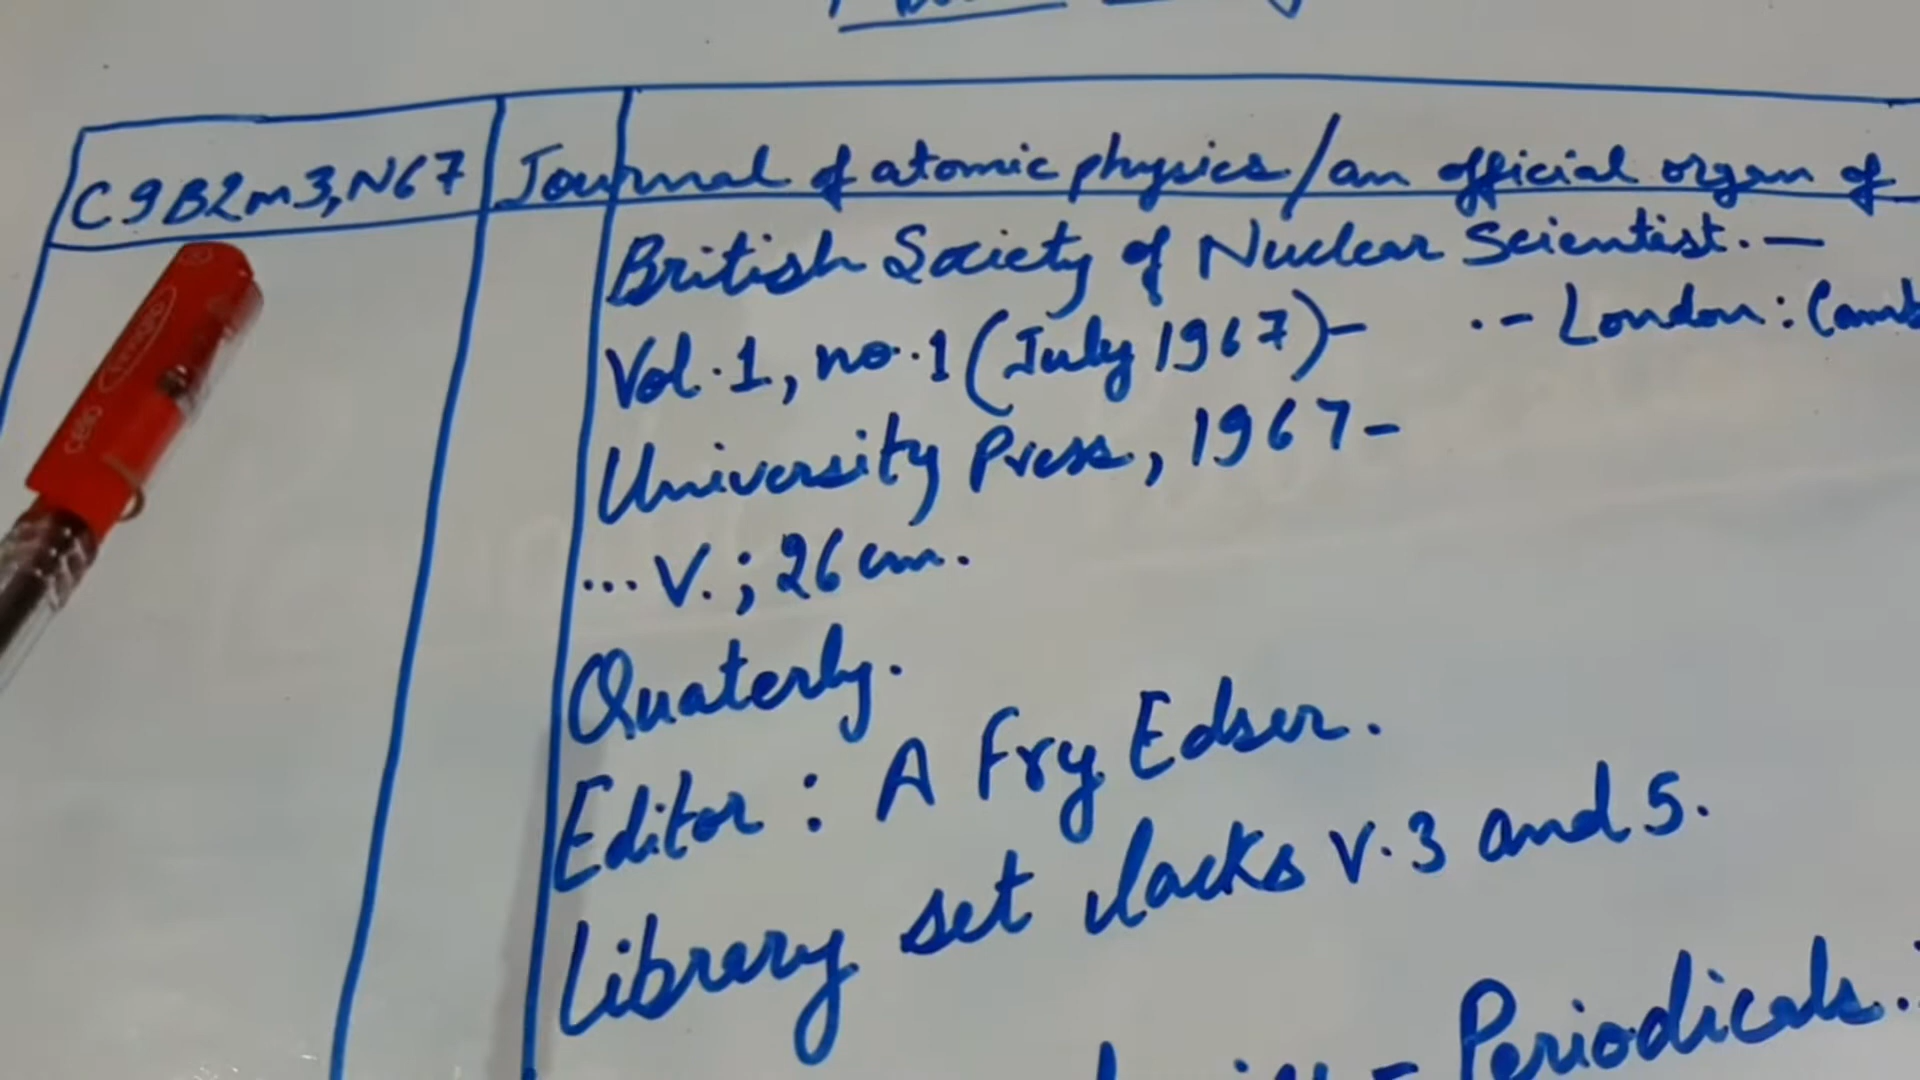 C9B2m3,N67
Journal of atomic physics/an official organ of
British Society of Nuclear Scientist. —
Vol. 1, no. 1 (July 1967)- . - London : Camb
University Press, 1967-
... V. ; 26 cm.
Quaterly.
Editor : A Fry Edser.
Library set lacks v. 3 and 5.
- Periodicals.
cello